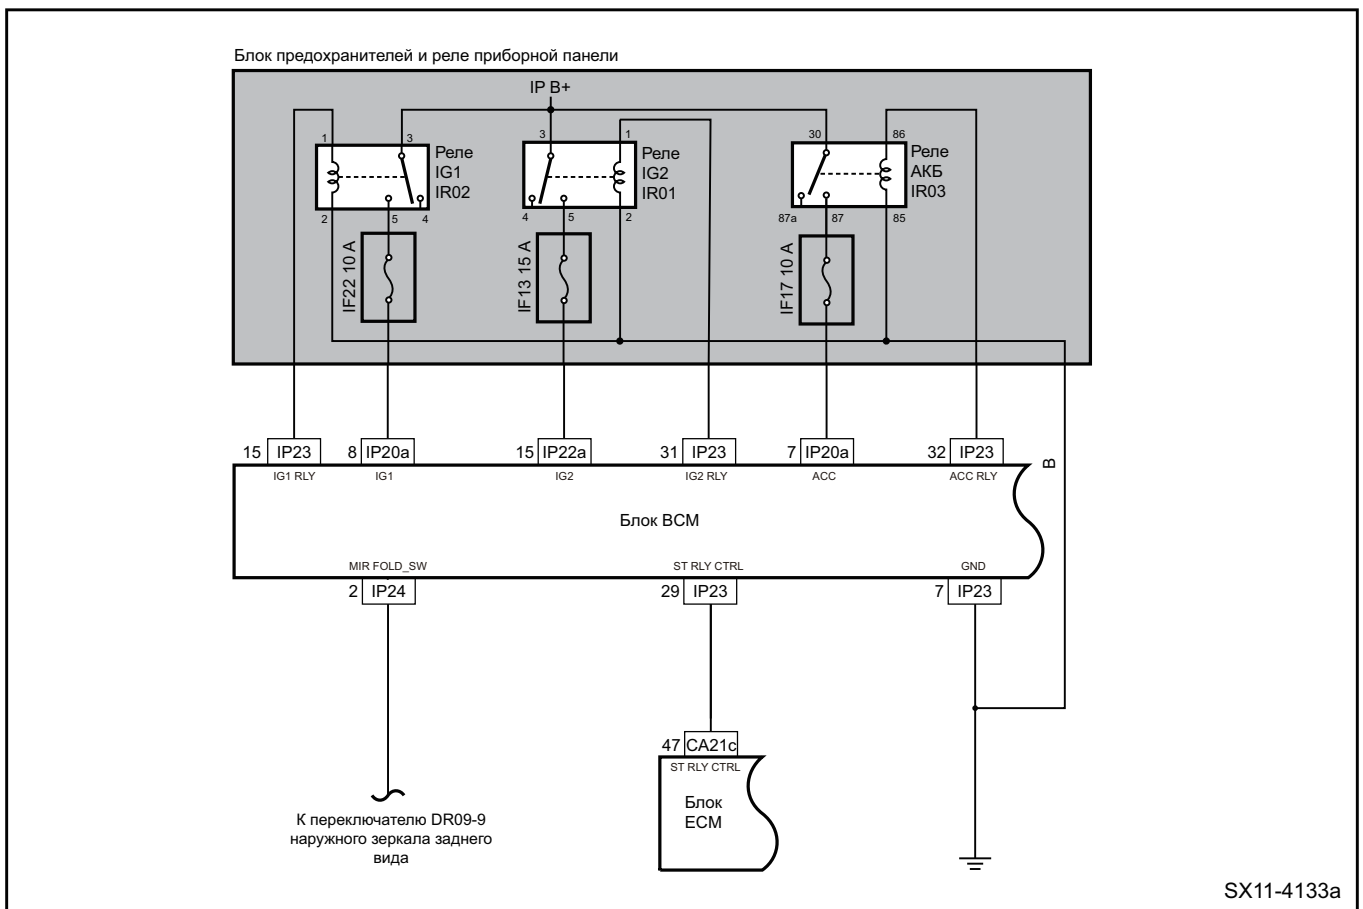 Блок предохранителей и реле приборной панели
IP B+
1
3
Реле
IG1
IR02
2
5
4
3
1
Реле
IG2
IR01
4
5
2
30
86
Реле
АКБ
IR03
87a
87
85
IF22 10 A
IF13 15 A
IF17 10 A
15 IP23
8 IP20a
15 IP22a
31 IP23
7 IP20a
32 IP23
B
IG1 RLY
IG1
IG2
IG2 RLY
ACC
ACC RLY
Блок BCM
MIR FOLD_SW
ST RLY CTRL
GND
2 IP24
29 IP23
7 IP23
47 CA21c
ST RLY CTRL
Блок
ECM
К переключателю DR09-9
наружного зеркала заднего
вида
SX11-4133a